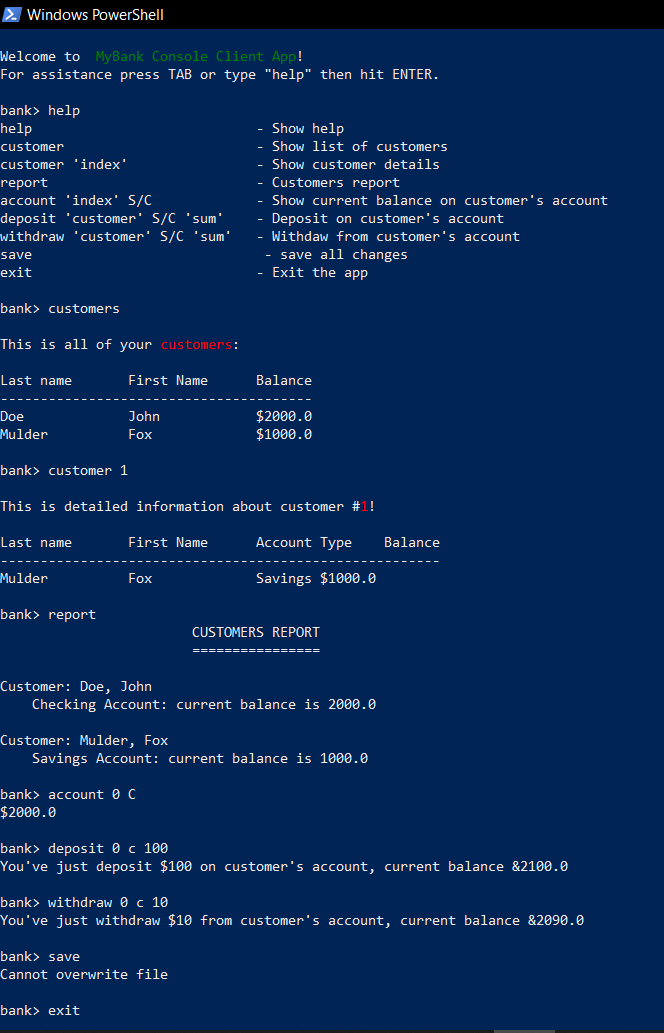 Windows PowerShell
Welcome to  MyBank Console Client App!
For assistance press TAB or type "help" then hit ENTER.
bank> help
help                            - Show help
customer                        - Show list of customers
customer 'index'                - Show customer details
report                          - Customers report
account 'index' S/C             - Show current balance on customer's account
deposit 'customer' S/C 'sum'    - Deposit on customer's account
withdraw 'customer' S/C 'sum'   - Withdaw from customer's account
save                             - save all changes
exit                            - Exit the app
bank> customers
This is all of your customers:
Last name       First Name      Balance
---------------------------------------
Doe             John            $2000.0
Mulder          Fox             $1000.0
bank> customer 1
This is detailed information about customer #1!
Last name       First Name      Account Type    Balance
-------------------------------------------------------
Mulder          Fox             Savings $1000.0
bank> report
                        CUSTOMERS REPORT
                        ================
Customer: Doe, John
    Checking Account: current balance is 2000.0
Customer: Mulder, Fox
    Savings Account: current balance is 1000.0
bank> account 0 C
$2000.0
bank> deposit 0 c 100
You've just deposit $100 on customer's account, current balance &2100.0
bank> withdraw 0 c 10
You've just withdraw $10 from customer's account, current balance &2090.0
bank> save
Cannot overwrite file
bank> exit